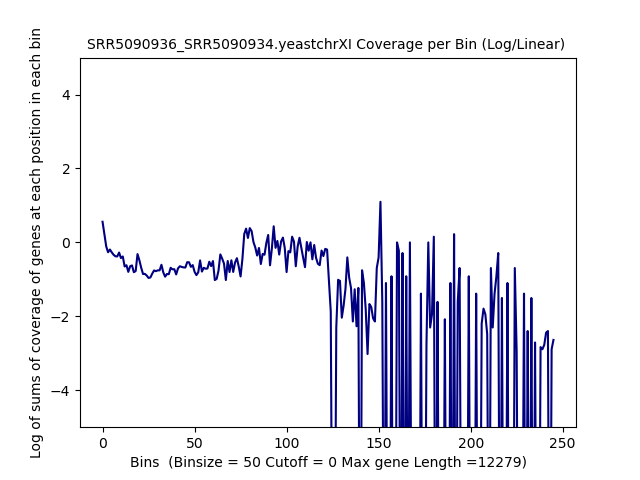 SRR5090936_SRR5090934.yeastchrXI Coverage per Bin (Log/Linear)
Log of sums of coverage of genes at each position in each bin
4
2
0
−2
−4
0 50 100 150 200 250
Bins  (Binsize = 50 Cutoff = 0 Max gene Length =12279)